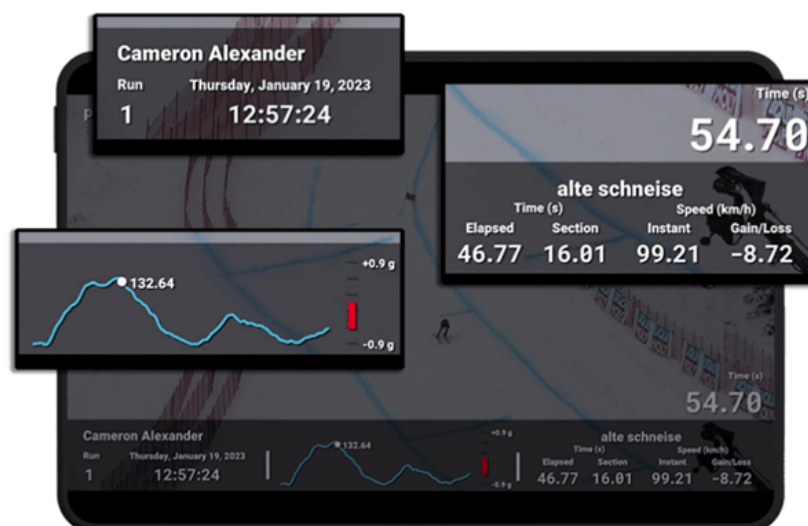 Cameron Alexander
Run Thursday, January 19, 2023
1 12:57:24
Time (s)
54.70
alte schneise
Time (s) Speed (km/h)
Elapsed Section Instant Gain/Loss
46.77 16.01 99.21 -8.72
132.64
+0.9 g
-0.9 g
Time (s)
54.70
Cameron Alexander
Run Thursday, January 19, 2023
1 12:57:24
132.64
+0.9 g
-0.9 g
alte schneise
Time (s) Speed (km/h)
Elapsed Section Instant Gain/Loss
46.77 16.01 99.21 -8.72